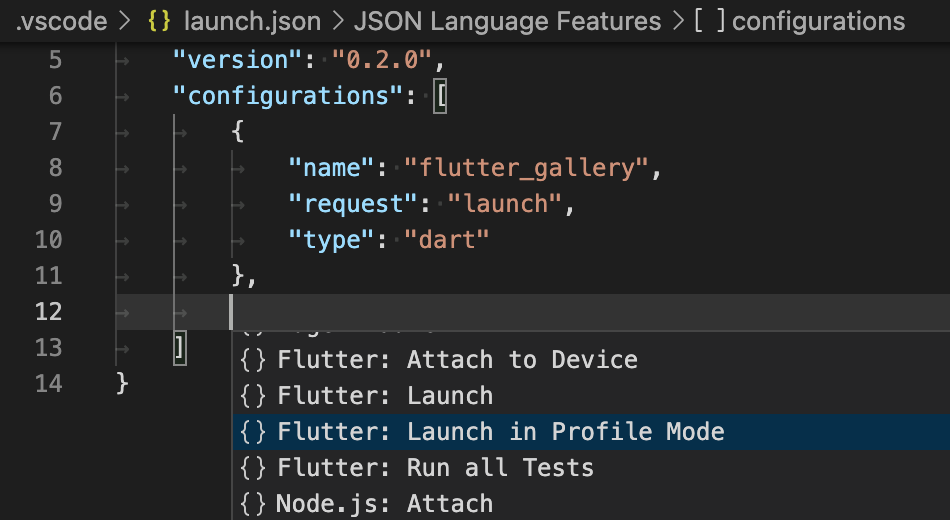 .vscode > {} launch.json > JSON Language Features > [ ] configurations
5 "version": "0.2.0",
6 "configurations": [
7 {
8 "name": "flutter_gallery",
9 "request": "launch",
10 "type": "dart"
11 },
12
13 ]
14 }
{} Flutter: Attach to Device
{} Flutter: Launch
{} Flutter: Launch in Profile Mode
{} Flutter: Run all Tests
{} Node.js: Attach